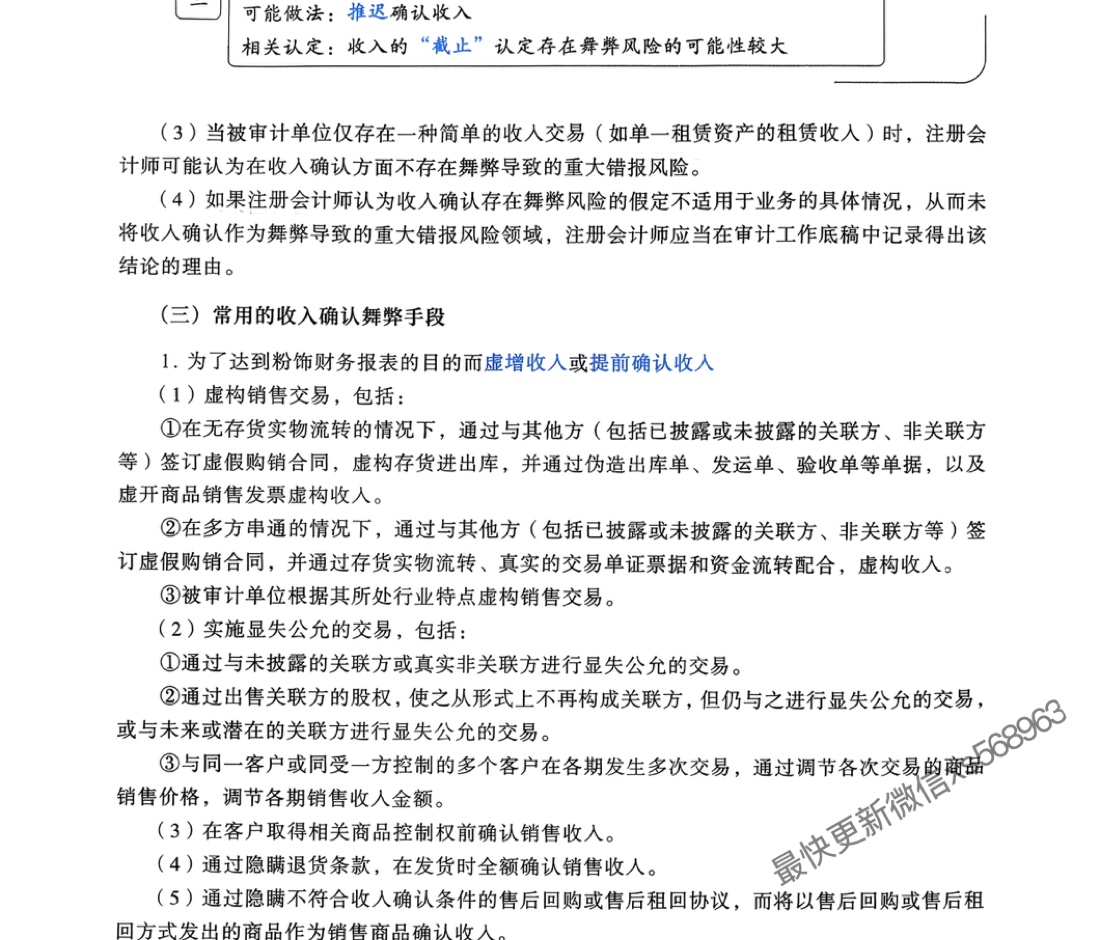 二
可能做法：推迟确认收入
相关认定：收入的“截止”认定存在舞弊风险的可能性较大
（3）当被审计单位仅存在一种简单的收入交易（如单一租赁资产的租赁收入）时，注册会
计师可能认为在收入确认方面不存在舞弊导致的重大错报风险。
（4）如果注册会计师认为收入确认存在舞弊风险的假定不适用于业务的具体情况，从而未
将收入确认作为舞弊导致的重大错报风险领域，注册会计师应当在审计工作底稿中记录得出该
结论的理由。
（三）常用的收入确认舞弊手段
1. 为了达到粉饰财务报表的目的而虚增收入或提前确认收入
（1）虚构销售交易，包括：
①在无存货实物流转的情况下，通过与其他方（包括已披露或未披露的关联方、非关联方
等）签订虚假购销合同，虚构存货进出库，并通过伪造出库单、发运单、验收单等单据，以及
虚开商品销售发票虚构收入。
②在多方串通的情况下，通过与其他方（包括已披露或未披露的关联方、非关联方等）签
订虚假购销合同，并通过存货实物流转、真实的交易单证票据和资金流转配合，虚构收入。
③被审计单位根据其所处行业特点虚构销售交易。
（2）实施显失公允的交易，包括：
①通过与未披露的关联方或真实非关联方进行显失公允的交易。
②通过出售关联方的股权，使之从形式上不再构成关联方，但仍与之进行显失公允的交易，
或与未来或潜在的关联方进行显失公允的交易。
③与同一客户或同受一方控制的多个客户在各期发生多次交易，通过调节各次交易的商品
销售价格，调节各期销售收入金额。
（3）在客户取得相关商品控制权前确认销售收入。
（4）通过隐瞒退货条款，在发货时全额确认销售收入。
（5）通过隐瞒不符合收入确认条件的售后回购或售后租回协议，而将以售后回购或售后租
回方式发出的商品作为销售商品确认收入。
最快更新微信 568963